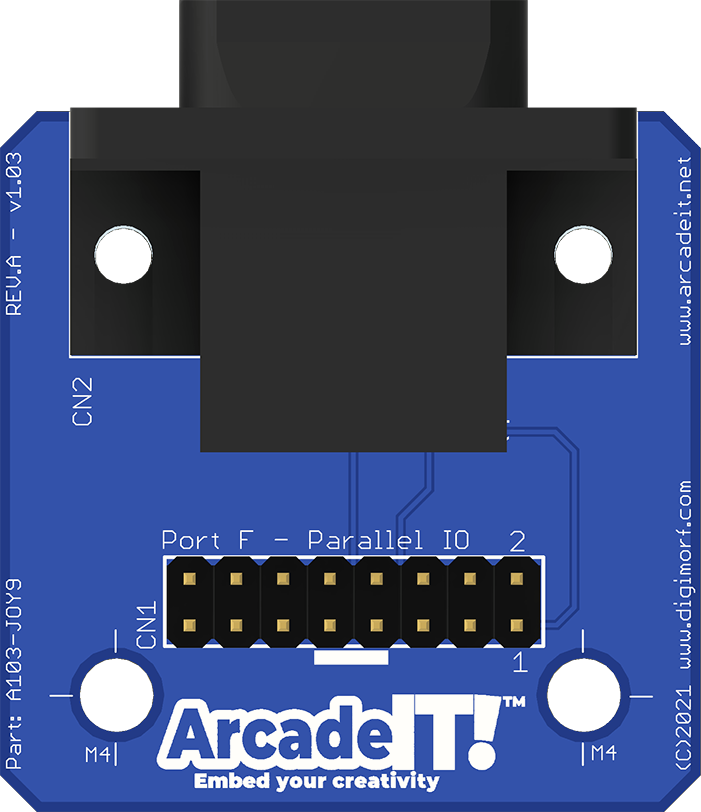 REV.A - v1.03
www.arcadeit.net
CN2
Port F - Parallel IO 2
CN1
1
Part: A103-JOY9
(C)2021 www.digimorf.com
M4
M4
ArcadeIT!™
Embed your creativity